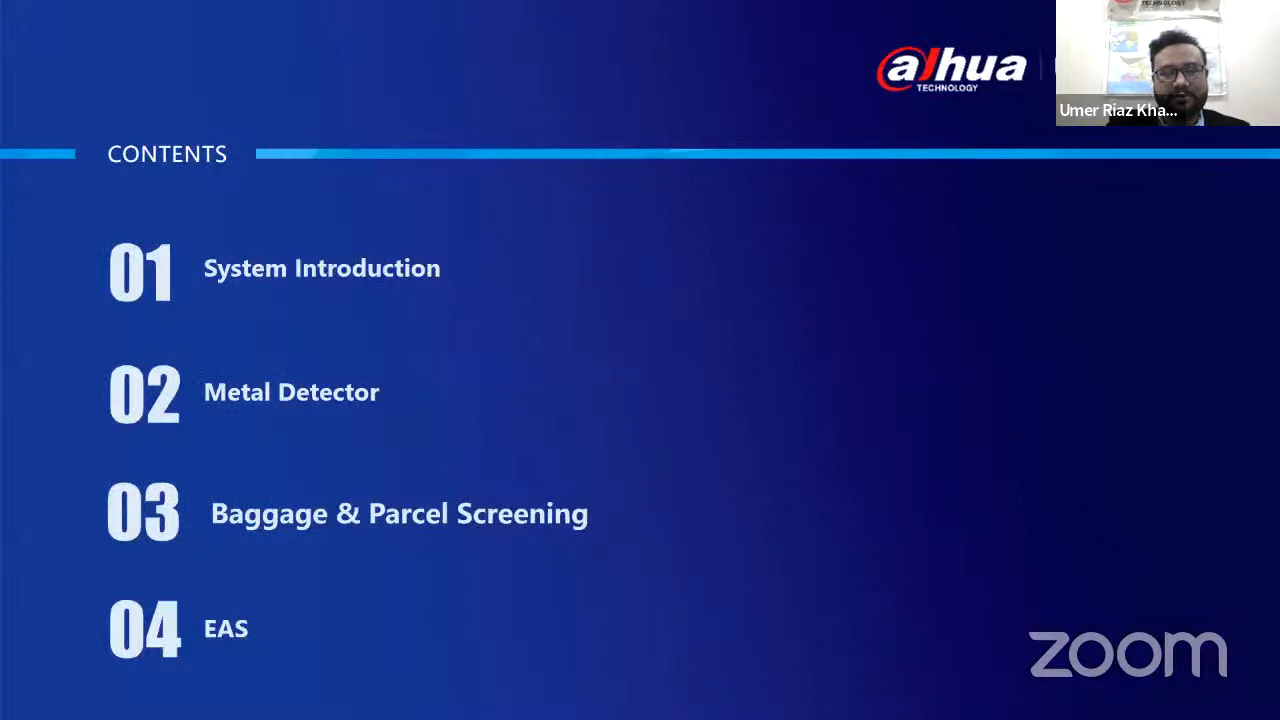 TECHNOLOGY
alhua
TECHNOLOGY
Umer Riaz Kha...
CONTENTS
01 System Introduction
02 Metal Detector
03 Baggage & Parcel Screening
04 EAS
zoom